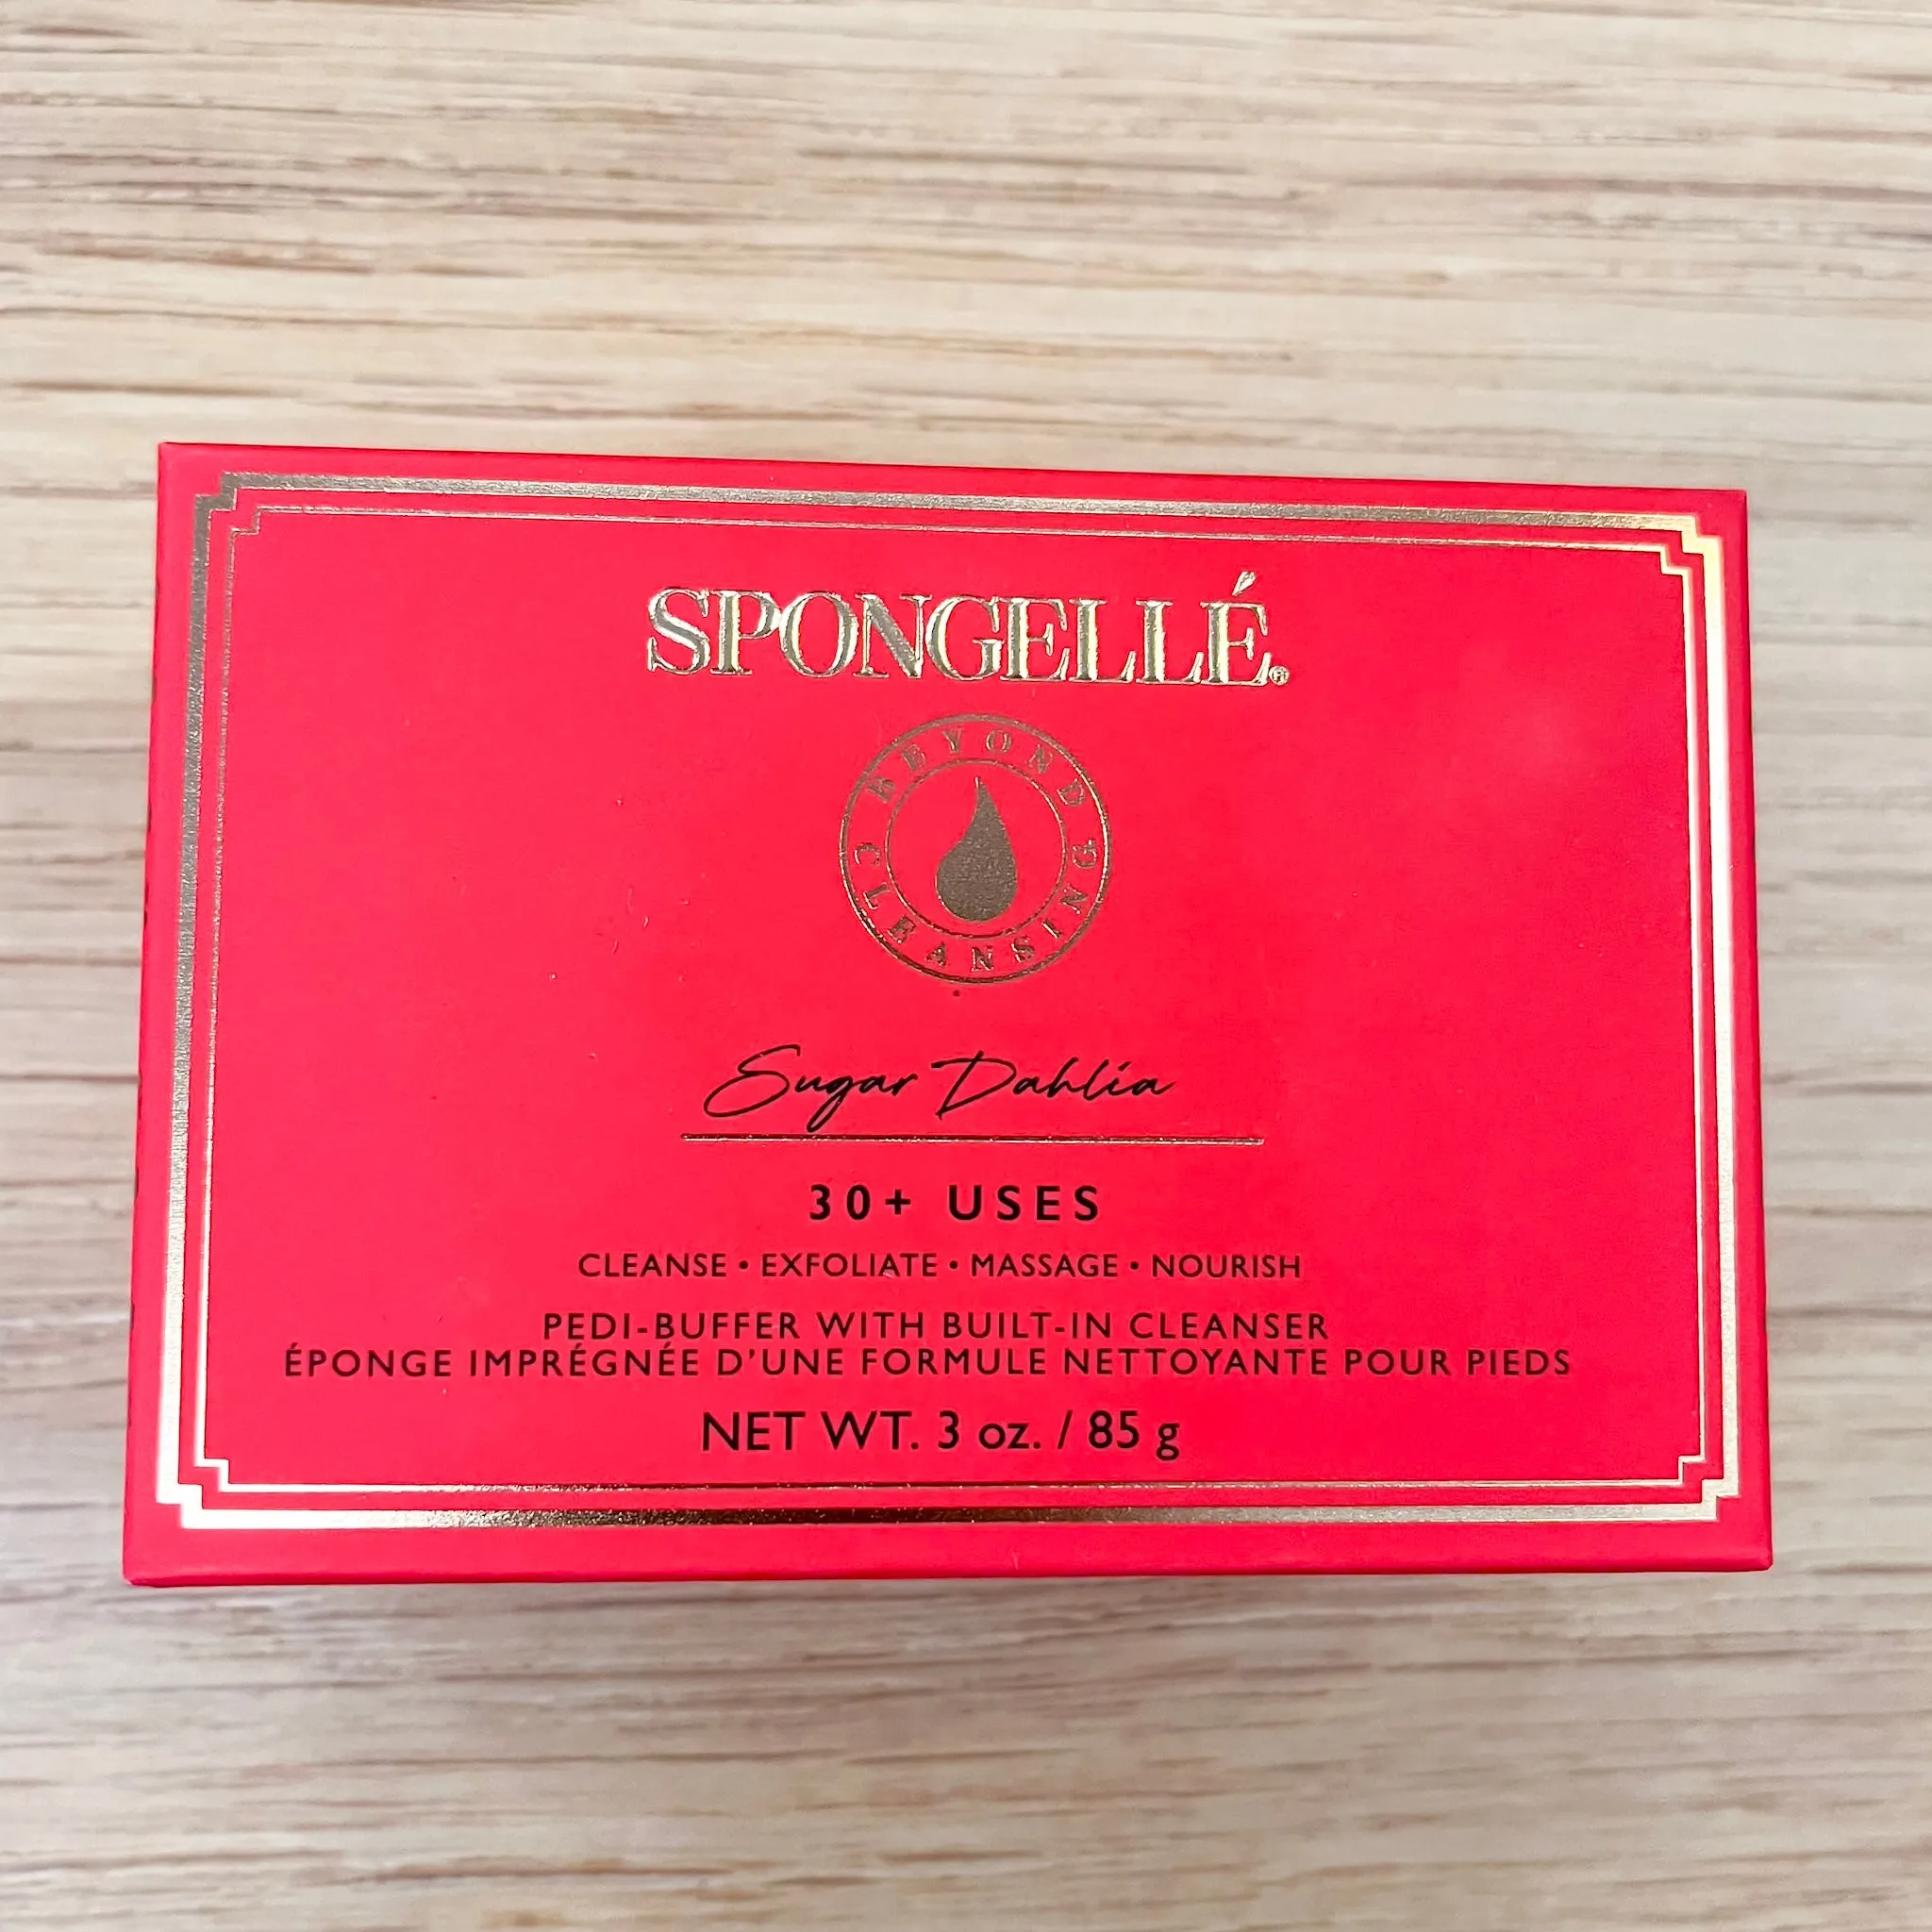 SPONGELLÉ®
BEYOND
CLEANSING
Sugar Dahlia
30+ USES
CLEANSE • EXFOLIATE • MASSAGE • NOURISH
PEDI-BUFFER WITH BUILT-IN CLEANSER
ÉPONGE IMPRÉGNÉE D'UNE FORMULE NETTOYANTE POUR PIEDS
NET WT. 3 oz. / 85 g